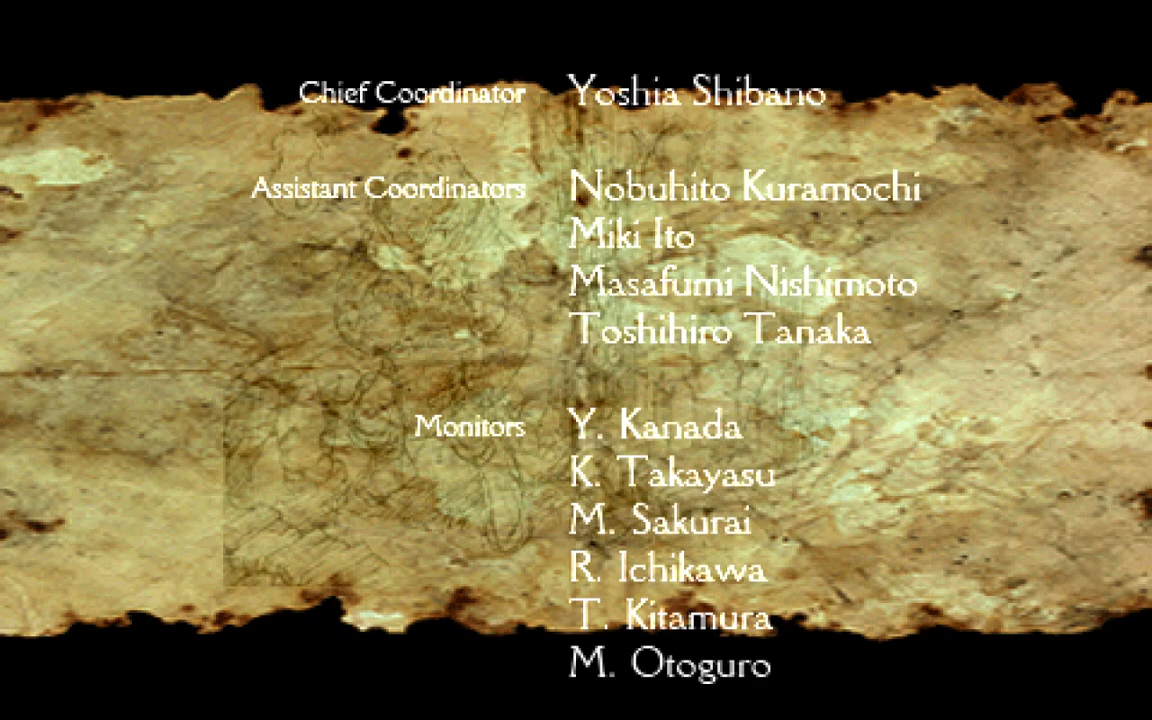 Chief Coordinator Yoshia Shibano
Assistant Coordinators Nobuhito Kuramochi
Miki Ito
Masafumi Nishimoto
Toshihiro Tanaka
Monitors Y. Kanada
K. Takayasu
M. Sakurai
R. Ichikawa
T. Kitamura
M. Otoguro